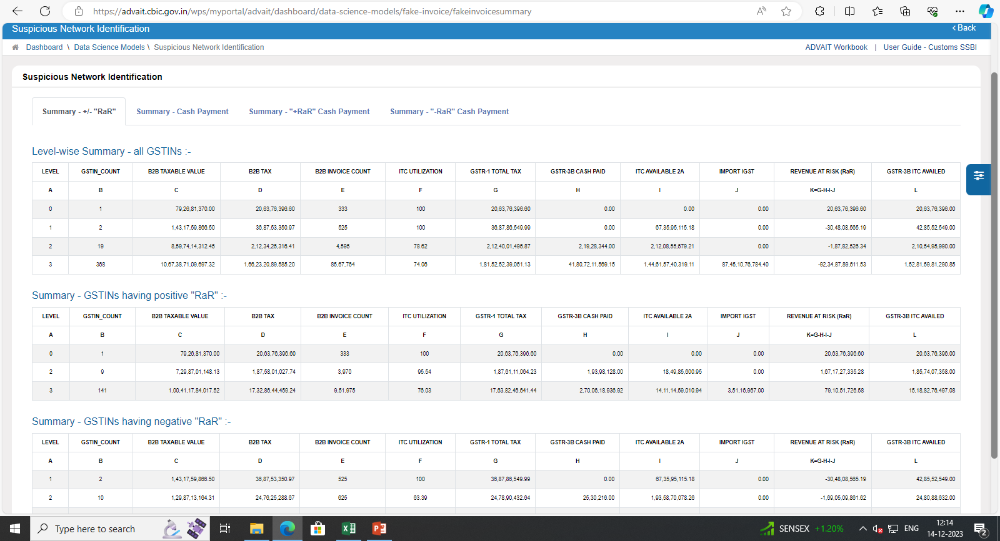 https://advait.cbic.gov.in/wps/myportal/advait/dashboard/data-science-models/fake-invoice/fakeinvoicesummary
Suspicious Network Identification
< Back
Dashboard \ Data Science Models \ Suspicious Network Identification
ADVAIT Workbook | User Guide - Customs SSBI
Suspicious Network Identification
Summary - +/- "RaR" Summary - Cash Payment Summary - "+RaR" Cash Payment Summary - "-RaR" Cash Payment
Level-wise Summary - all GSTINs :-
LEVEL GSTIN_COUNT B2B TAXABLE VALUE B2B TAX B2B INVOICE COUNT ITC UTILIZATION GSTR-1 TOTAL TAX GSTR-3B CASH PAID ITC AVAILABLE 2A IMPORT IGST REVENUE AT RISK (RaR) GSTR-3B ITC AVAILED
A B C D E F G H I J K=G-H-I-J L
0 1 79,26,81,370.00 20,63,76,396.60 333 100 20,63,76,396.60 0.00 0.00 0.00 20,63,76,396.60 20,63,76,396.00
1 2 1,43,17,59,866.50 36,87,53,350.97 525 100 36,87,86,549.99 0.00 67,35,95,115.18 0.00 -30,48,08,565.19 42,85,52,549.00
2 19 8,59,74,14,312.45 2,12,34,26,316.41 4,595 78.62 2,12,40,01,496.87 2,19,28,344.00 2,12,08,55,679.21 0.00 -1,87,82,526.34 2,10,54,95,990.00
3 368 10,67,38,71,09,697.32 1,66,23,20,89,585.20 85,67,764 74.06 1,81,52,52,39,061.13 41,80,72,11,569.15 1,44,61,57,40,319.11 87,45,10,76,784.40 -92,34,87,89,611.53 1,52,81,59,81,290.85
Summary - GSTINs having positive "RaR" :-
LEVEL GSTIN_COUNT B2B TAXABLE VALUE B2B TAX B2B INVOICE COUNT ITC UTILIZATION GSTR-1 TOTAL TAX GSTR-3B CASH PAID ITC AVAILABLE 2A IMPORT IGST REVENUE AT RISK (RaR) GSTR-3B ITC AVAILED
A B C D E F G H I J K=G-H-I-J L
0 1 79,26,81,370.00 20,63,76,396.60 333 100 20,63,76,396.60 0.00 0.00 0.00 20,63,76,396.60 20,63,76,396.00
2 9 7,29,87,01,148.13 1,87,58,01,027.74 3,970 95.54 1,87,61,11,064.23 1,93,98,128.00 18,49,85,600.95 0.00 1,67,17,27,335.28 1,85,74,07,358.00
3 141 1,00,41,17,84,017.52 17,32,86,44,459.24 9,51,975 76.03 17,63,82,46,641.44 2,70,06,18,936.92 14,11,14,59,010.94 3,51,16,967.00 79,10,51,726.58 15,18,82,76,497.08
Summary - GSTINs having negative "RaR" :-
LEVEL GSTIN_COUNT B2B TAXABLE VALUE B2B TAX B2B INVOICE COUNT ITC UTILIZATION GSTR-1 TOTAL TAX GSTR-3B CASH PAID ITC AVAILABLE 2A IMPORT IGST REVENUE AT RISK (RaR) GSTR-3B ITC AVAILED
A B C D E F G H I J K=G-H-I-J L
1 2 1,43,17,59,866.50 36,87,53,350.97 525 100 36,87,86,549.99 0.00 67,35,95,115.18 0.00 -30,48,08,565.19 42,85,52,549.00
2 10 1,29,87,13,164.31 24,76,25,288.67 625 63.39 24,78,90,432.64 25,30,216.00 1,93,58,70,078.26 0.00 -1,69,05,09,861.62 24,80,88,632.00
Type here to search
SENSEX +1.20%
ENG
12:14
14-12-2023
2